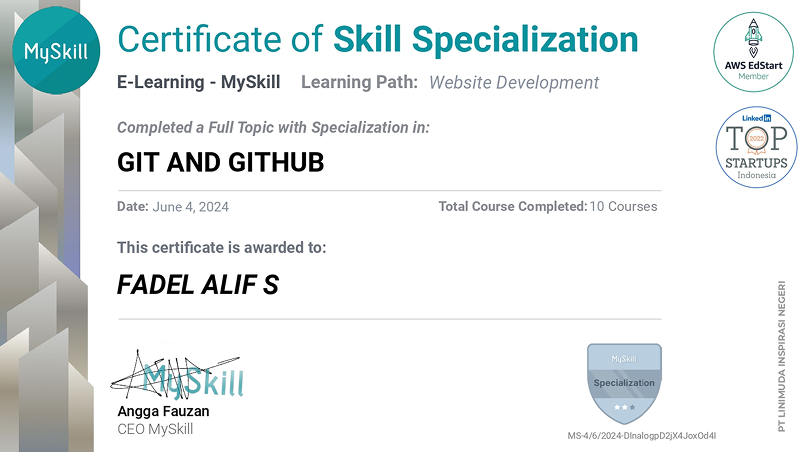 MySkill
Certificate of Skill Specialization
E-Learning - MySkill Learning Path: Website Development
Completed a Full Topic with Specialization in:
GIT AND GITHUB
Date: June 4, 2024 Total Course Completed: 10 Courses
This certificate is awarded to:
FADEL ALIF S
MySkill
Angga Fauzan
CEO MySkill
MySkill
Specialization
MS-4/6/2024-DlnalogpD2jX4JoxOd4l
AWS EdStart
Member
LinkedIn
TOP
2022
STARTUPS
Indonesia
PT LINIMUDA INSPIRASI NEGERI